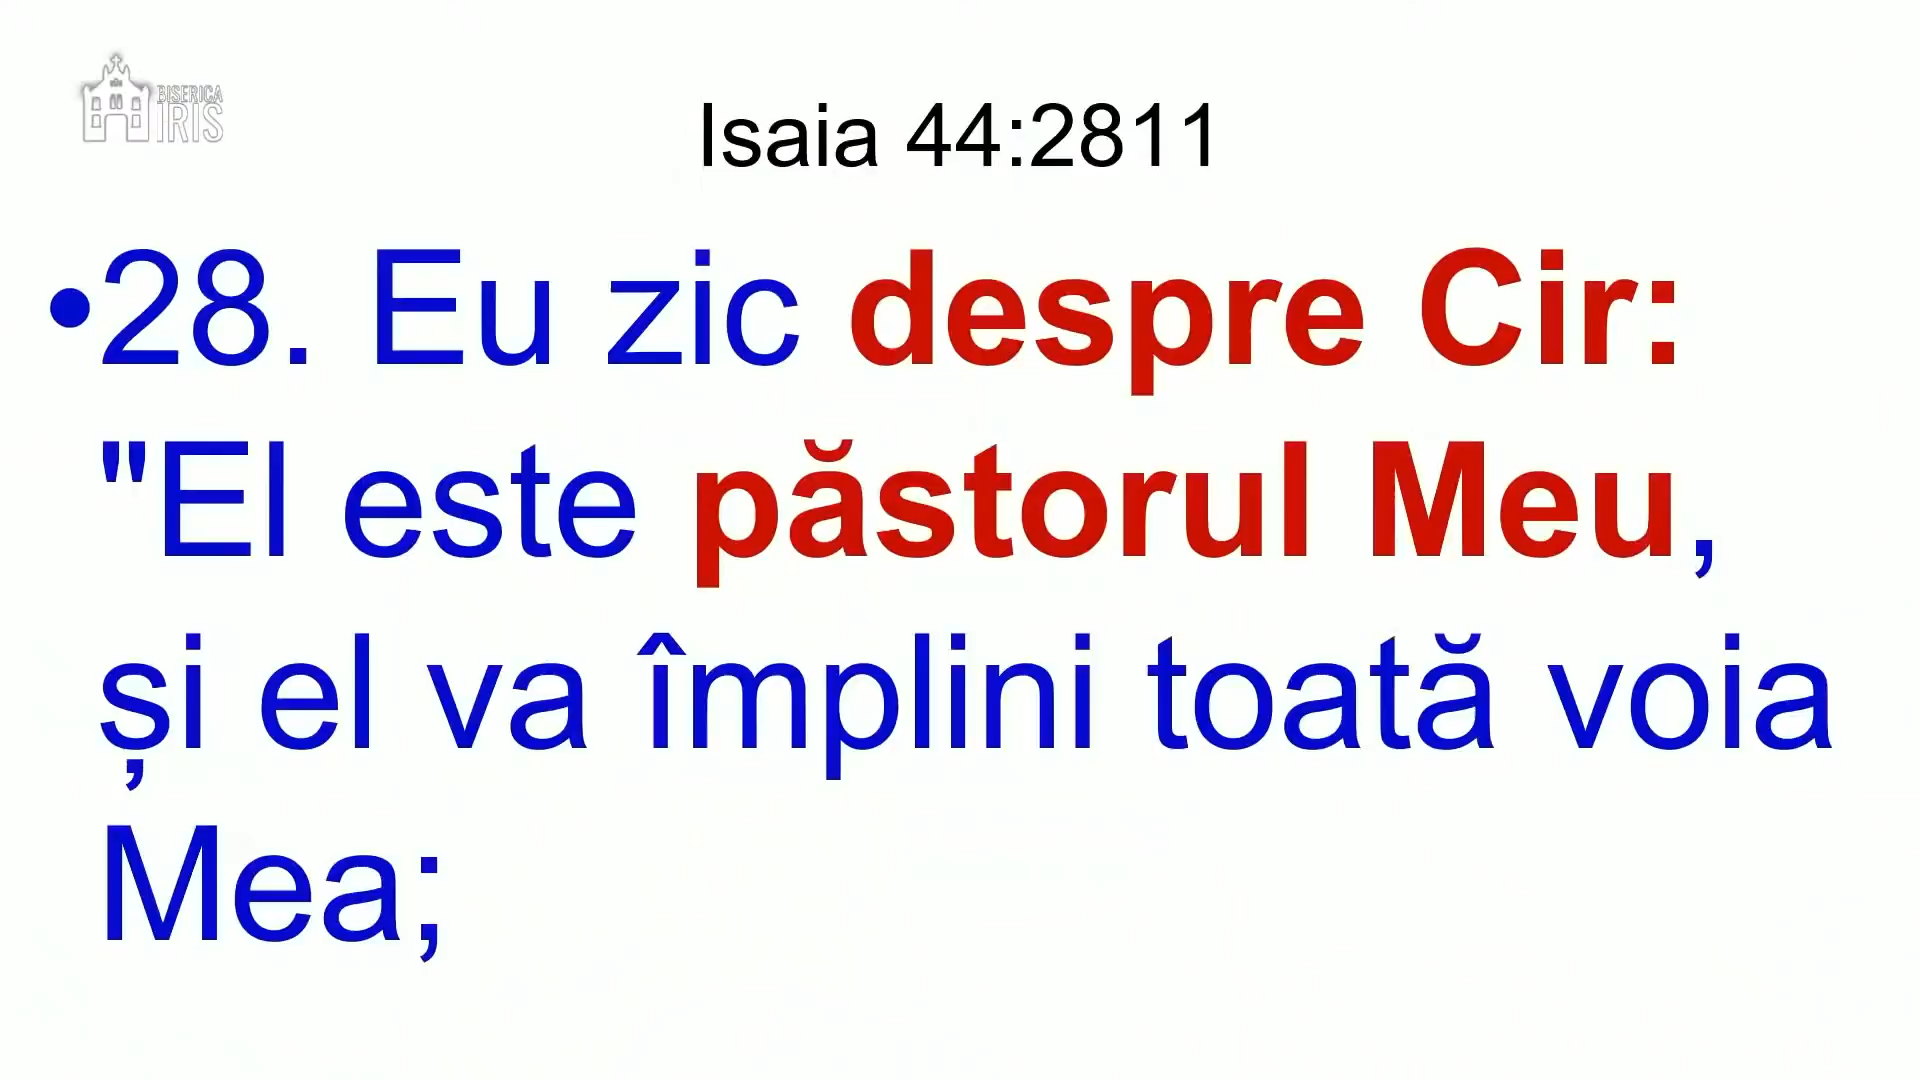 BISERICA
IRIS
Isaia 44:2811
•28. Eu zic despre Cir:
"El este păstorul Meu,
și el va împlini toată voia
Mea;